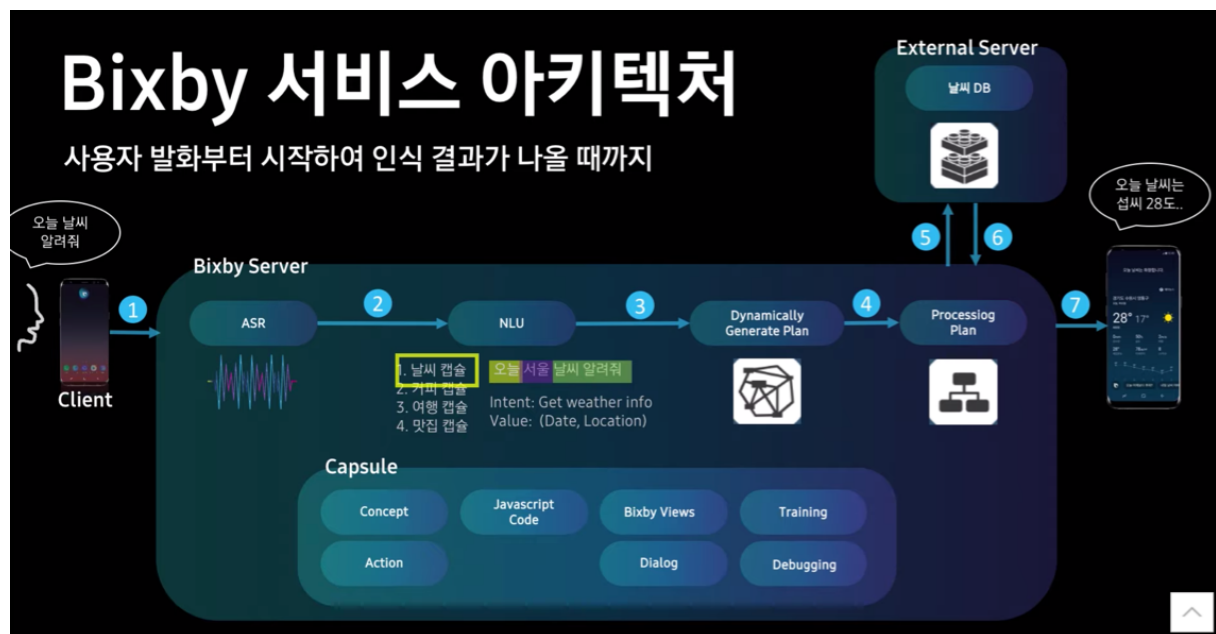 Bixby 서비스 아키텍처
사용자 발화부터 시작하여 인식 결과가 나올 때까지
External Server
날씨 DB
오늘 날씨
알려줘
오늘 날씨는
섭씨 28도..
5
6
Bixby Server
1
ASR
2
NLU
3
Dynamically
Generate Plan
4
Processiog
Plan
7
28° 17°
Client
1. 날씨 캡슐
2. 커피 캡슐
3. 여행 캡슐
4. 맛집 캡슐
오늘 서울 날씨 알려줘
Intent: Get weather info
Value: (Date, Location)
Capsule
Concept
Javascript
Code
Bixby Views
Training
Action
Dialog
Debugging